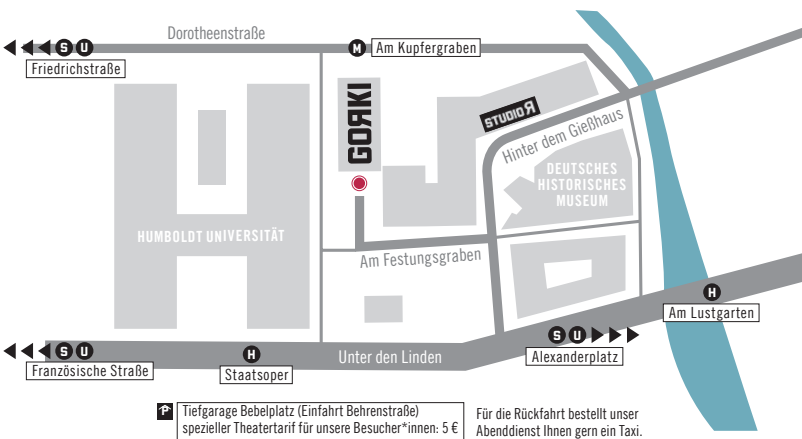 Dorotheenstraße
S U
Friedrichstraße
M Am Kupfergraben
GOЯKI
STUDIO Я
Hinter dem Gießhaus
DEUTSCHES
HISTORISCHES
MUSEUM
HUMBOLDT UNIVERSITÄT
Am Festungsgraben
H
Am Lustgarten
S U
Französische Straße
H
Staatsoper
Unter den Linden
S U
Alexanderplatz
P Tiefgarage Bebelplatz (Einfahrt Behrenstraße)
spezieller Theatertarif für unsere Besucher*innen: 5 €
Für die Rückfahrt bestellt unser
Abenddienst Ihnen gern ein Taxi.